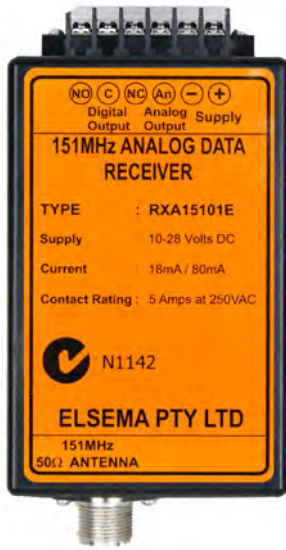 NO C NC An − +
Digital Output Analog Output Supply
151MHz ANALOG DATA
RECEIVER
TYPE : RXA15101E
Supply : 10-28 Volts DC
Current : 18mA / 80mA
Contact Rating : 5 Amps at 250VAC
N1142
ELSEMA PTY LTD
151MHz
50Ω ANTENNA